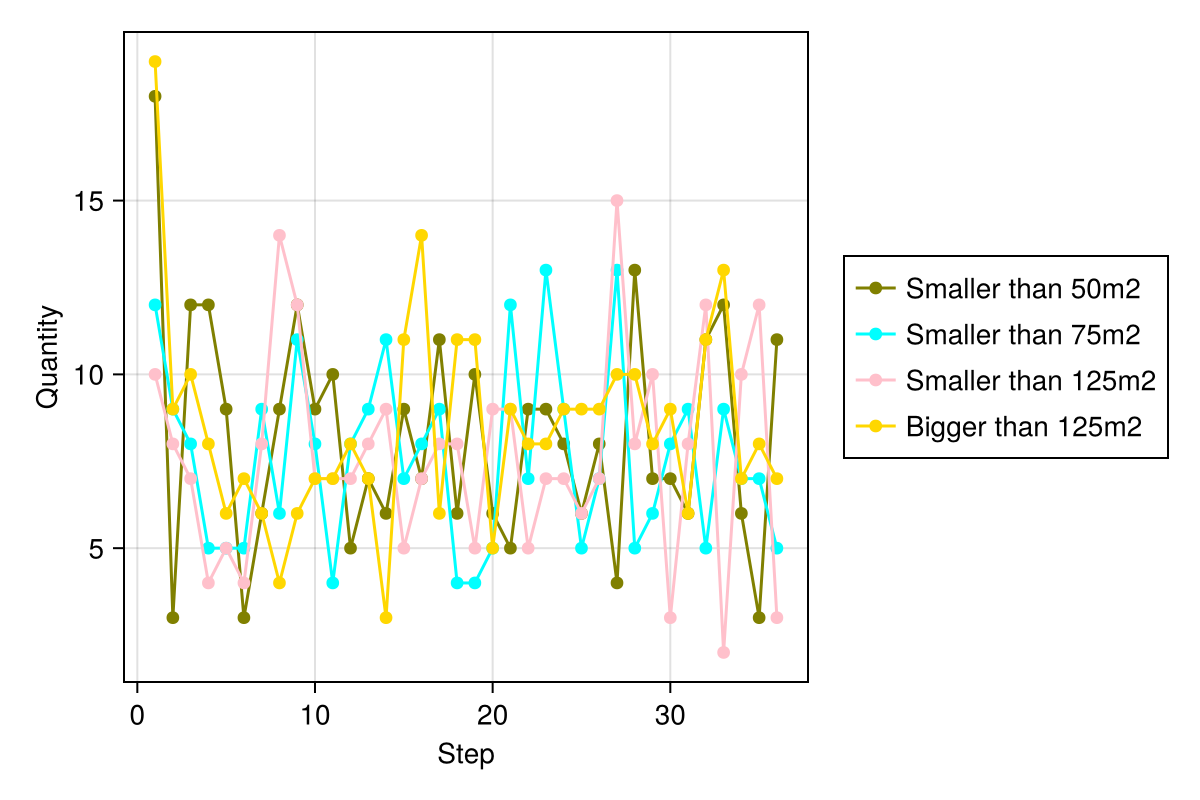 15
10
5
Quantity
0 10 20 30
Step
Smaller than 50m2
Smaller than 75m2
Smaller than 125m2
Bigger than 125m2